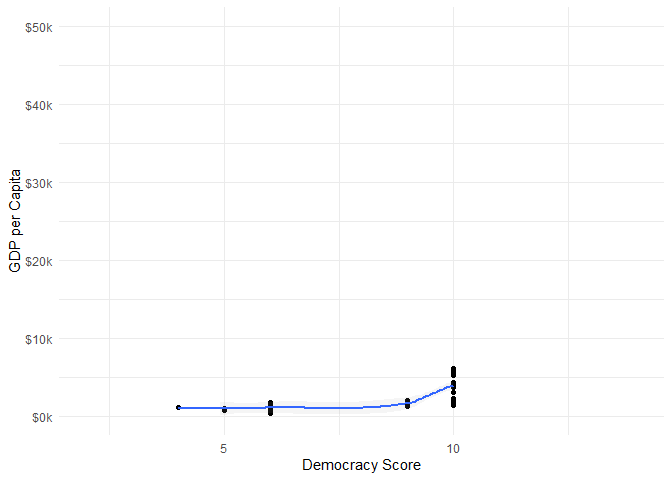 $50k
$40k
$30k
$20k
$10k
$0k
GDP per Capita
5 10
Democracy Score